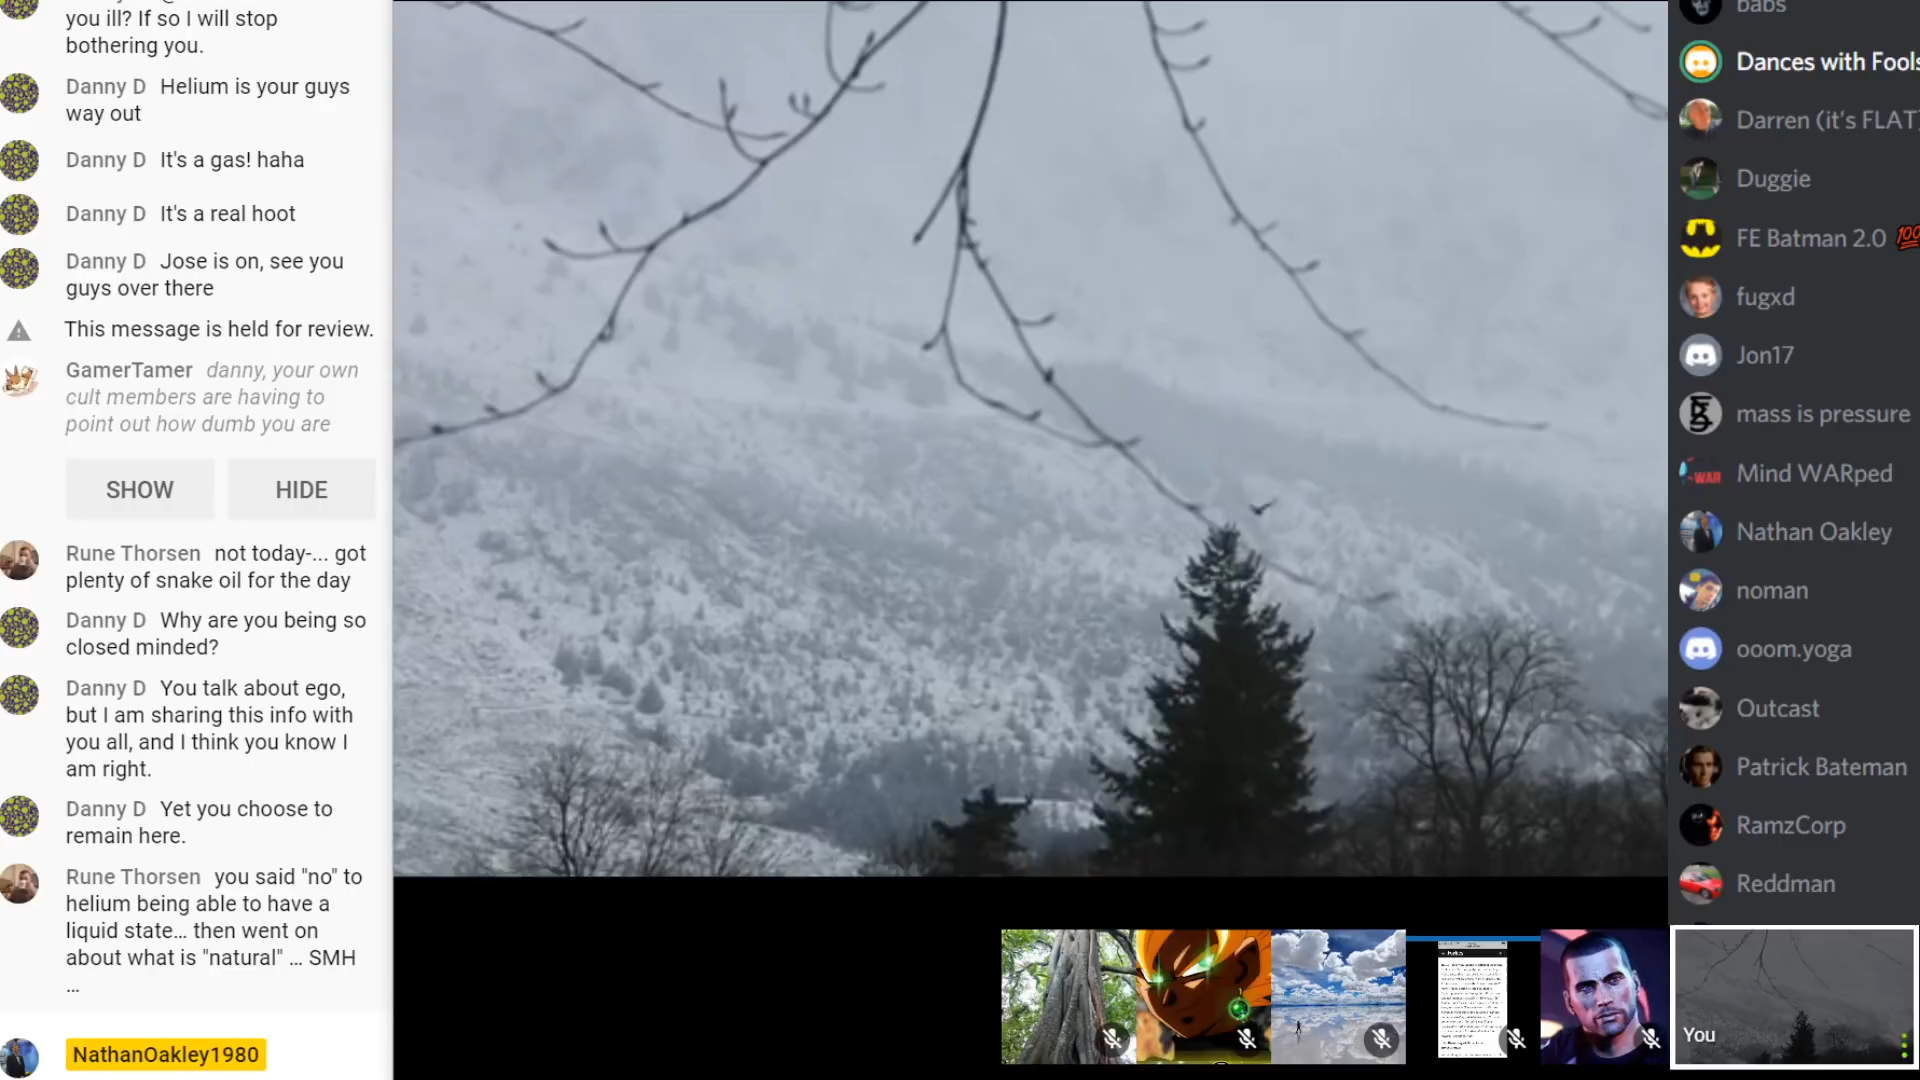 you ill? If so I will stop
bothering you.
Danny D Helium is your guys
way out
Danny D It's a gas! haha
Danny D It's a real hoot
Danny D Jose is on, see you
guys over there
This message is held for review.
GamerTamer danny, your own
cult members are having to
point out how dumb you are
SHOW HIDE
Rune Thorsen not today-... got
plenty of snake oil for the day
Danny D Why are you being so
closed minded?
Danny D You talk about ego,
but I am sharing this info with
you all, and I think you know I
am right.
Danny D Yet you choose to
remain here.
Rune Thorsen you said "no" to
helium being able to have a
liquid state… then went on
about what is "natural" … SMH
…
NathanOakley1980
babs
Dances with Fools
Darren (it's FLAT)
Duggie
FE Batman 2.0 💯
fugxd
Jon17
mass is pressure
WAR
Mind WARped
Nathan Oakley
noman
ooom.yoga
Outcast
Patrick Bateman
RamzCorp
Reddman
You